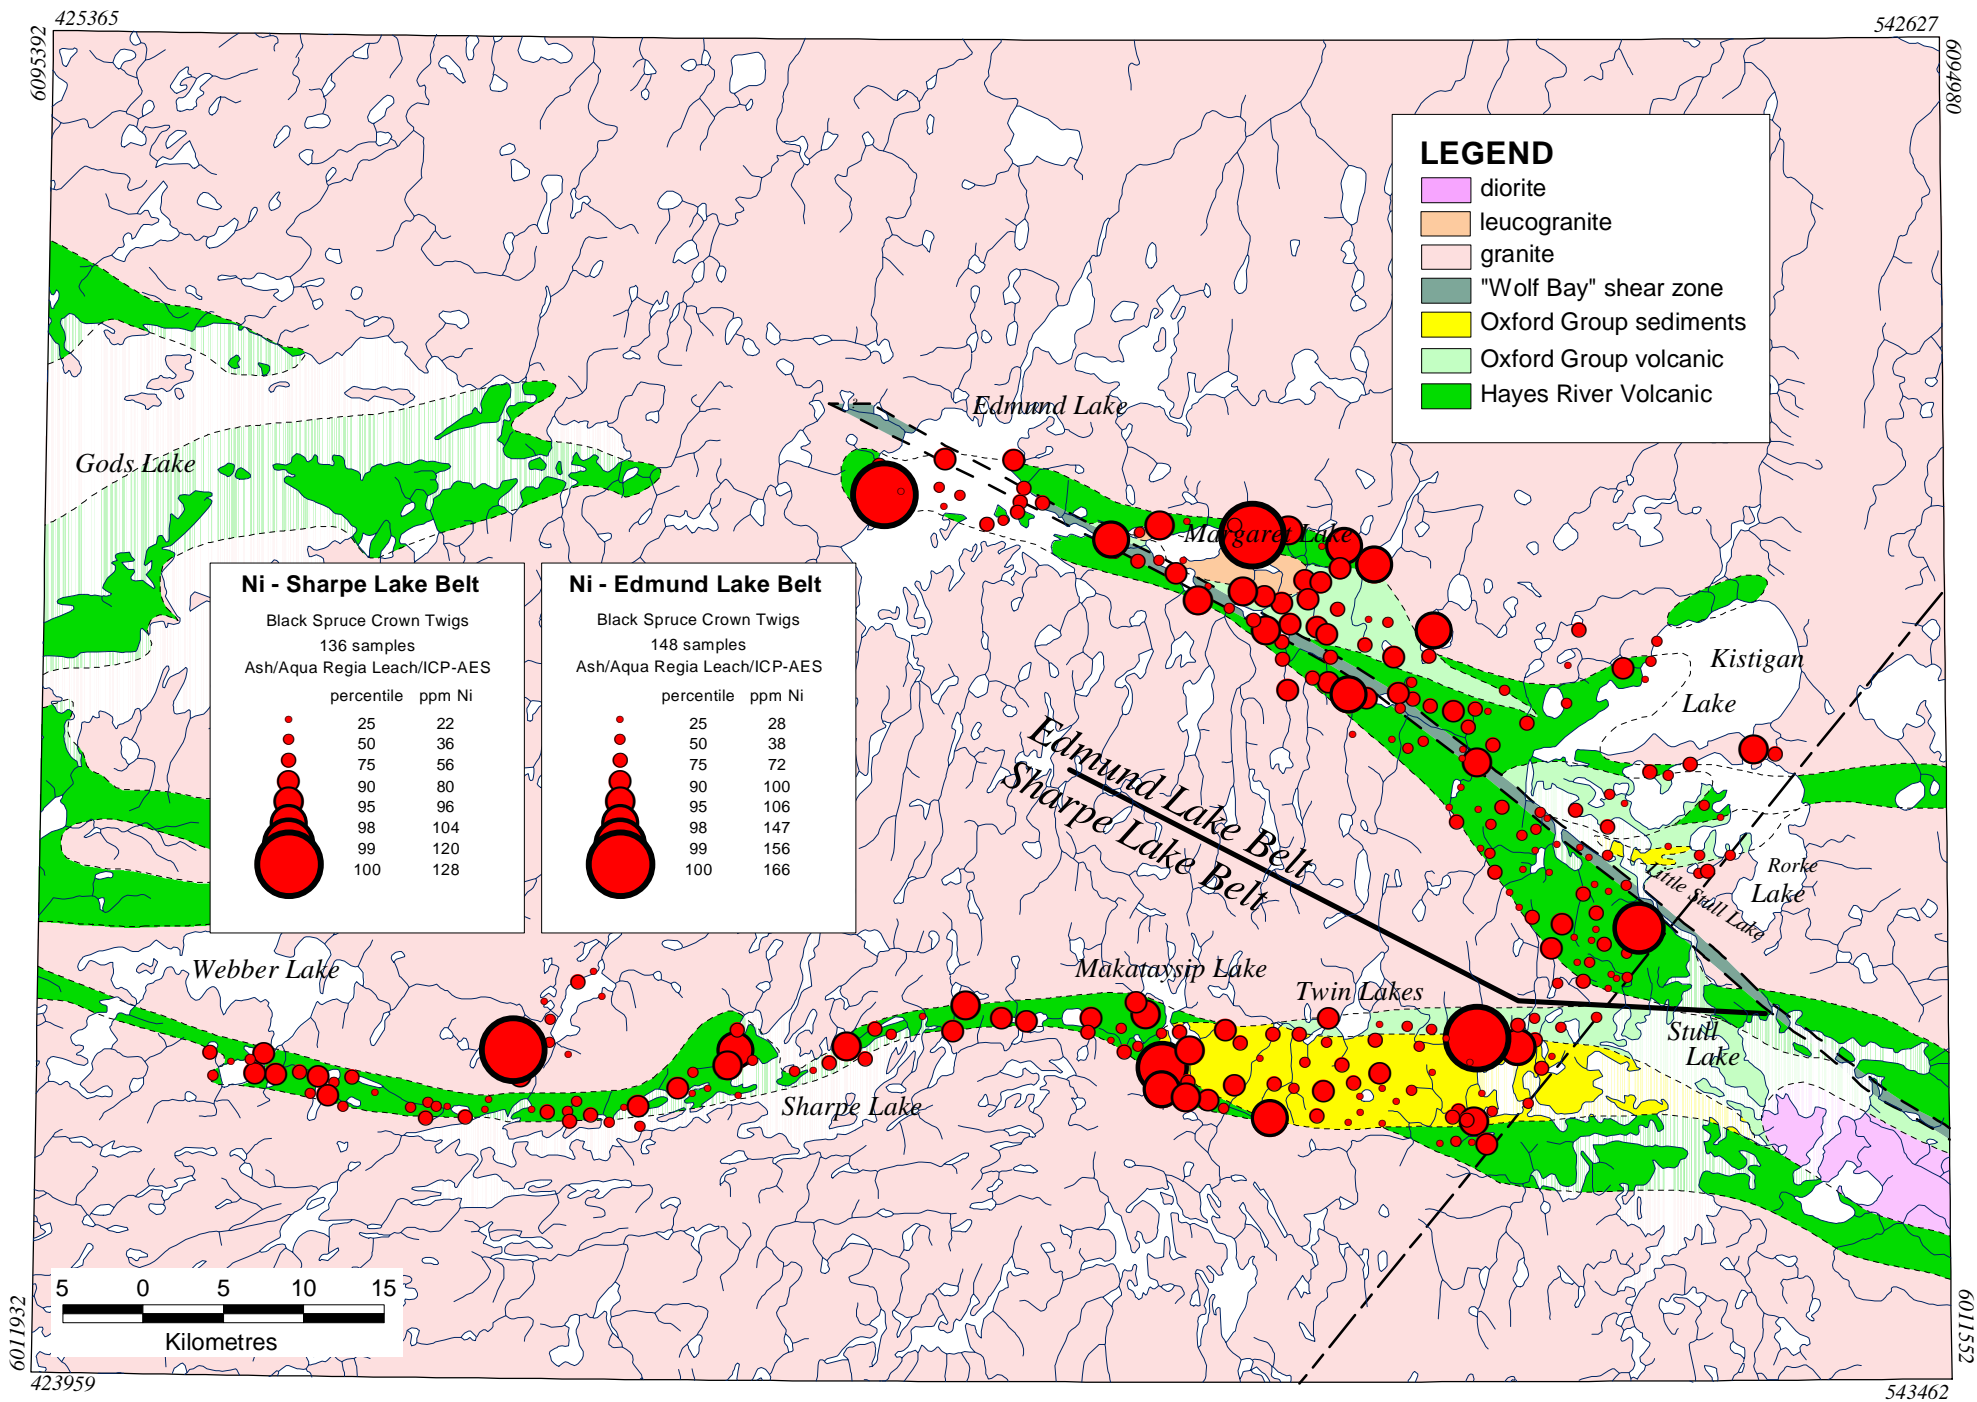 425365
542627
6095392
6094980
LEGEND
diorite
leucogranite
granite
"Wolf Bay" shear zone
Oxford Group sediments
Oxford Group volcanic
Hayes River Volcanic
Edmund Lake
Gods Lake
Margaret Lake
Kistigan
Lake
Ni - Sharpe Lake Belt
Black Spruce Crown Twigs
136 samples
Ash/Aqua Regia Leach/ICP-AES
percentile ppm Ni
25 22
50 36
75 56
90 80
95 96
98 104
99 120
100 128
Ni - Edmund Lake Belt
Black Spruce Crown Twigs
148 samples
Ash/Aqua Regia Leach/ICP-AES
percentile ppm Ni
25 28
50 38
75 72
90 100
95 106
98 147
99 156
100 166
Edmund Lake Belt
Sharpe Lake Belt
Rorke
Lake
Little Stull Lake
Webber Lake
Makataysip Lake
Twin Lakes
Stull
Lake
Sharpe Lake
5 0 5 10 15
Kilometres
6011932
6011552
423959
543462